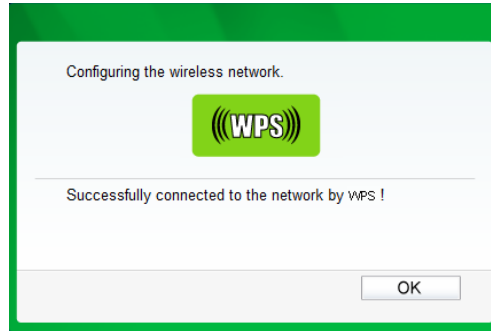 Configuring the wireless network.
(((WPS)))
Successfully connected to the network by WPS !
OK